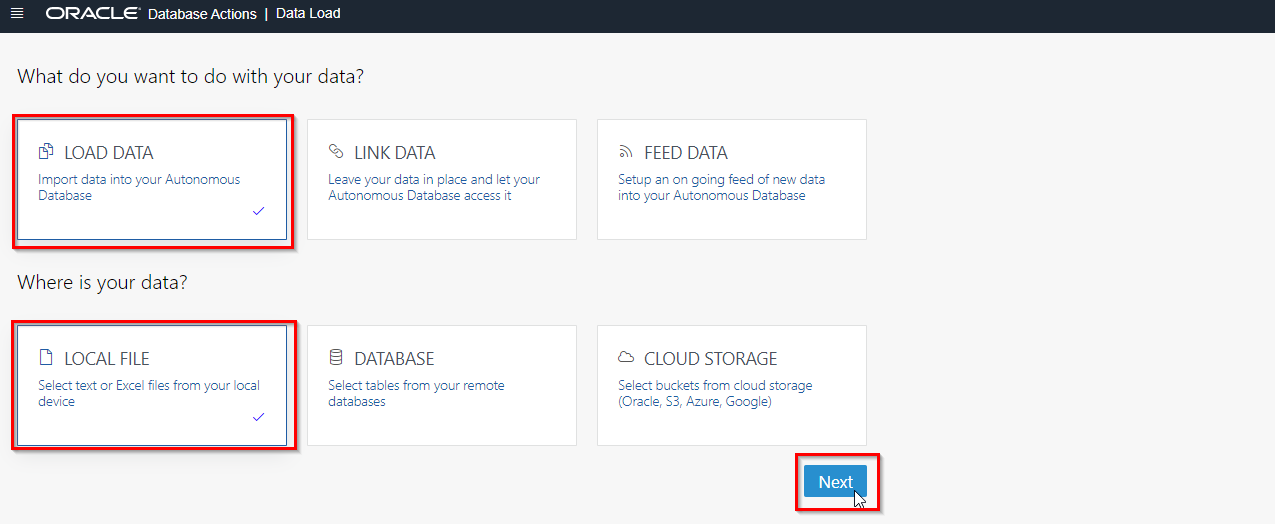 ORACLE Database Actions | Data Load
What do you want to do with your data?
LOAD DATA
Import data into your Autonomous
Database
LINK DATA
Leave your data in place and let your
Autonomous Database access it
FEED DATA
Setup an on going feed of new data
into your Autonomous Database
Where is your data?
LOCAL FILE
Select text or Excel files from your local
device
DATABASE
Select tables from your remote
databases
CLOUD STORAGE
Select buckets from cloud storage
(Oracle, S3, Azure, Google)
Next